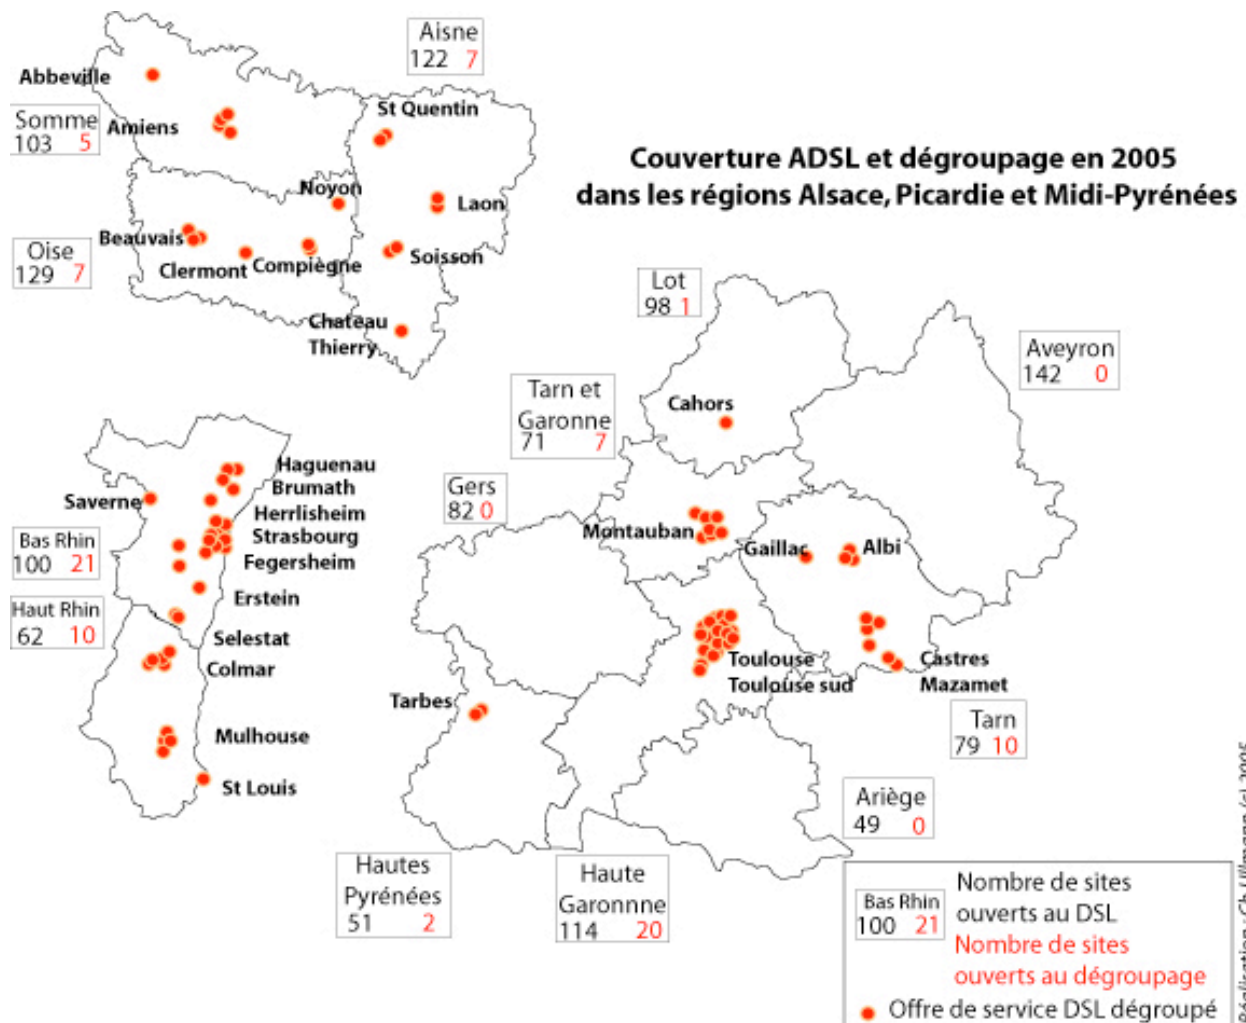 Couverture ADSL et dégroupage en 2005
dans les régions Alsace, Picardie et Midi-Pyrénées
Aisne
122 7
Abbeville
St Quentin
Somme
103 5
Amiens
Noyon
Laon
Beauvais
Oise
129 7
Clermont
Compiègne
Soisson
Chateau
Thierry
Lot
98 1
Aveyron
142 0
Tarn et
Garonne
71 7
Cahors
Gers
82 0
Montauban
Gaillac
Albi
Haguenau
Brumath
Saverne
Herrlisheim
Strasbourg
Bas Rhin
100 21
Fegersheim
Erstein
Haut Rhin
62 10
Selestat
Colmar
Mulhouse
St Louis
Toulouse
Toulouse sud
Castres
Mazamet
Tarbes
Tarn
79 10
Ariège
49 0
Hautes
Pyrénées
51 2
Haute
Garonnne
114 20
Bas Rhin
100 21
Nombre de sites
ouverts au DSL
Nombre de sites
ouverts au dégroupage
Offre de service DSL dégroupé
Réalisation : Ch.Ullmann (c) 2005